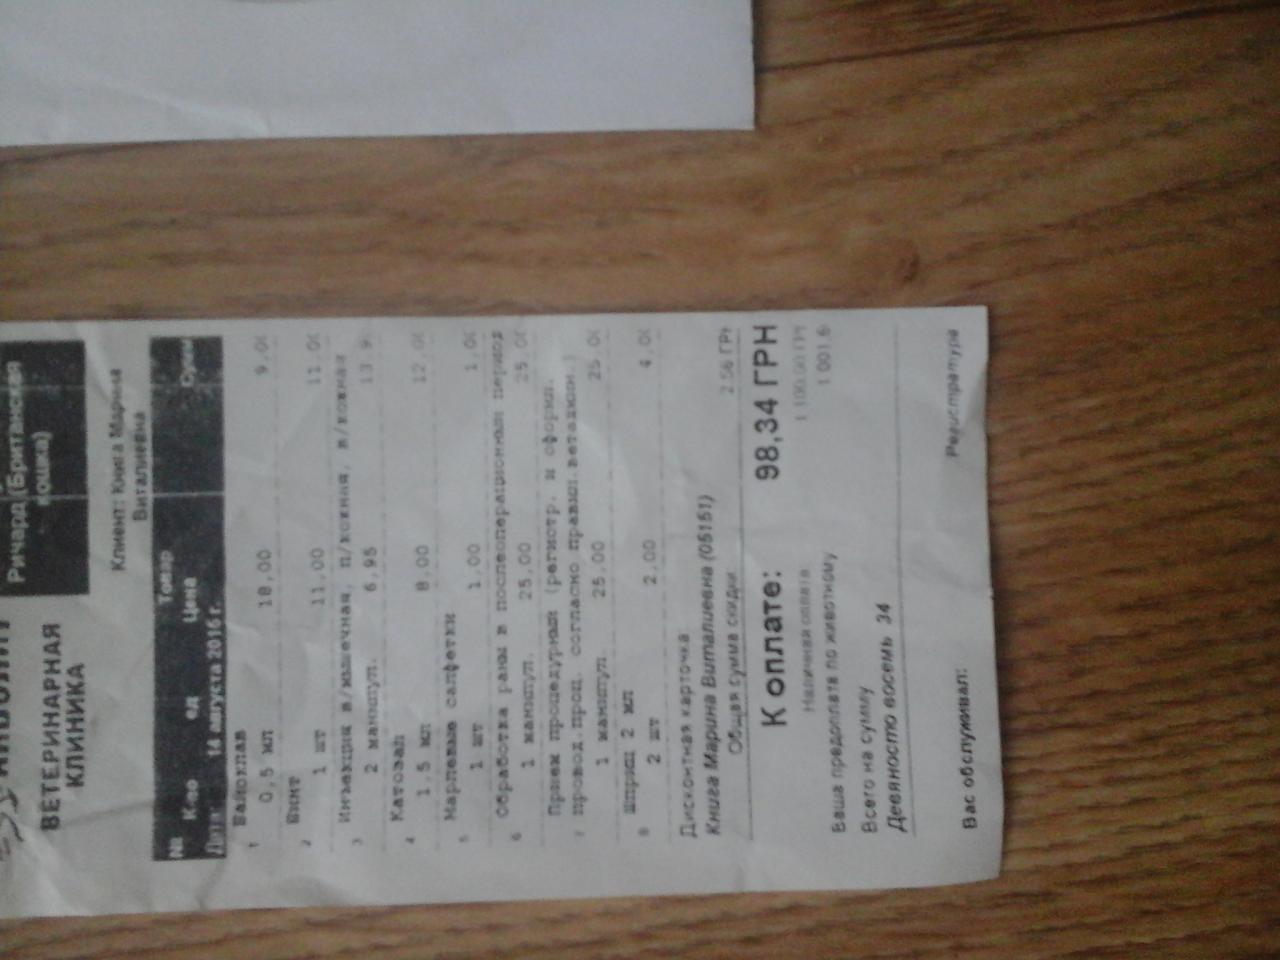 ВЕТЕРИНАРНАЯ
КЛИНИКА
Ричард (Британская
кошка)
Клиент: Книга Марина
Виталиевна
№ Товар
К-во ед Цена Сумм
Дата: 14 августа 2016 г.
Байоклав
1 0,5 мл 18,00 9,00
Бинт
2 1 шт 11,00 11,00
Инъекция в/мышечная, п/кожная, в/кожная
3 2 манипул. 6,95 13,9
Катозал
4 1,5 мл 8,00 12,00
Марлевые салфетки
5 1 шт 1,00 1,00
Обработка раны в послеоперационный период
6 1 манипул. 25,00 25,00
Прием процедурный (регистр. и оформл.
7 провод.проц. согласно правил.ветадмин.)
1 манипул. 25,00 25,00
Шприц 2 мл
8 2 шт 2,00 4,00
Дисконтная карточка
Книга Марина Виталиевна (05151)
Общая сумма скидки 2.56 ГРН
К оплате: 98,34 ГРН
Наличная оплата 1 100,00 ГРН
Ваша предоплата по животному 1 001,6
Всего на сумму
Девяносто восемь 34
Вас обслуживал: Регистратура